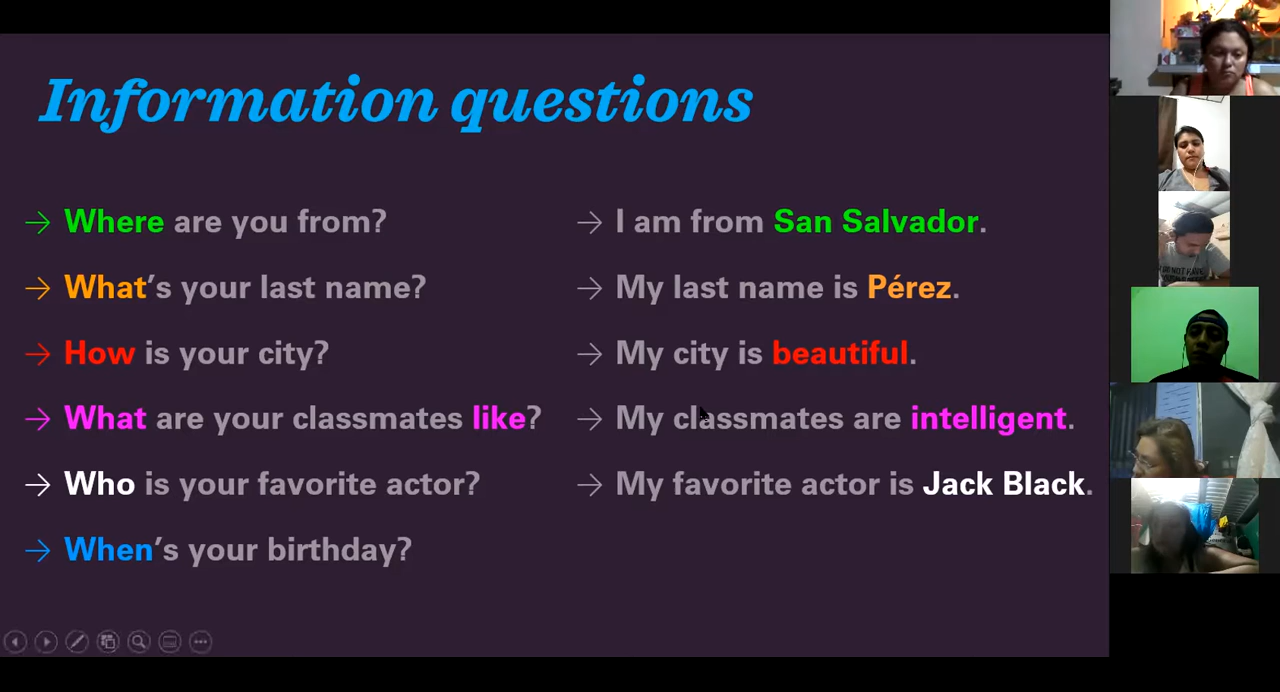 Information questions
→ Where are you from?
→ I am from San Salvador.
→ What’s your last name?
→ My last name is Pérez.
→ How is your city?
→ My city is beautiful.
→ What are your classmates like?
→ My classmates are intelligent.
→ Who is your favorite actor?
→ My favorite actor is Jack Black.
→ When’s your birthday?